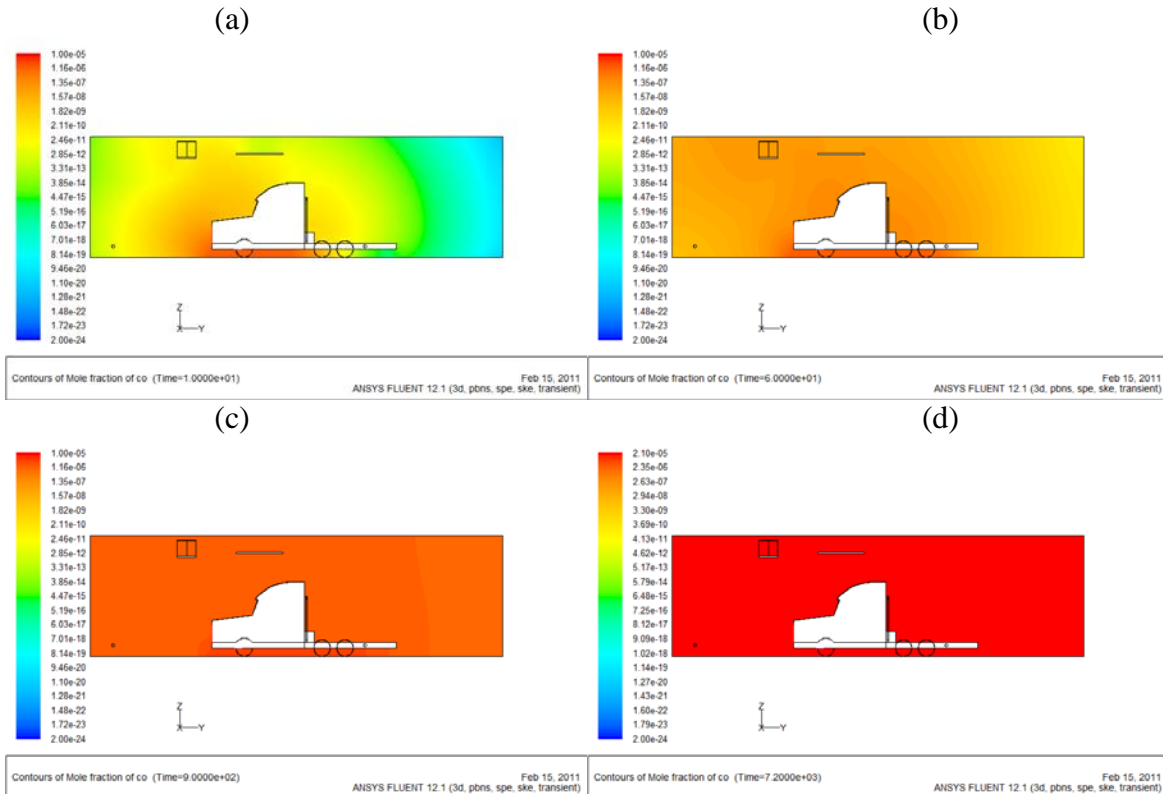 (a)
1.00e-05
1.16e-06
1.35e-07
1.57e-08
1.82e-09
2.11e-10
2.46e-11
2.85e-12
3.31e-13
3.85e-14
4.47e-15
5.19e-16
6.03e-17
7.01e-18
8.14e-19
9.46e-20
1.10e-20
1.28e-21
1.48e-22
1.72e-23
2.00e-24
Z
X Y
Contours of Mole fraction of co (Time=1.0000e+01)
Feb 15, 2011
ANSYS FLUENT 12.1 (3d, pbns, spe, ske, transient)
(b)
1.00e-05
1.16e-06
1.35e-07
1.57e-08
1.82e-09
2.11e-10
2.46e-11
2.85e-12
3.31e-13
3.85e-14
4.47e-15
5.19e-16
6.03e-17
7.01e-18
8.14e-19
9.46e-20
1.10e-20
1.28e-21
1.48e-22
1.72e-23
2.00e-24
Z
X Y
Contours of Mole fraction of co (Time=6.0000e+01)
Feb 15, 2011
ANSYS FLUENT 12.1 (3d, pbns, spe, ske, transient)
(c)
1.00e-05
1.16e-06
1.35e-07
1.57e-08
1.82e-09
2.11e-10
2.46e-11
2.85e-12
3.31e-13
3.85e-14
4.47e-15
5.19e-16
6.03e-17
7.01e-18
8.14e-19
9.46e-20
1.10e-20
1.28e-21
1.48e-22
1.72e-23
2.00e-24
Z
X Y
Contours of Mole fraction of co (Time=9.0000e+02)
Feb 15, 2011
ANSYS FLUENT 12.1 (3d, pbns, spe, ske, transient)
(d)
2.10e-05
2.35e-06
2.63e-07
2.94e-08
3.30e-09
3.69e-10
4.13e-11
4.62e-12
5.17e-13
5.79e-14
6.48e-15
7.25e-16
8.12e-17
9.09e-18
1.02e-18
1.14e-19
1.27e-20
1.43e-21
1.60e-22
1.79e-23
2.00e-24
Z
X Y
Contours of Mole fraction of co (Time=7.2000e+03)
Feb 15, 2011
ANSYS FLUENT 12.1 (3d, pbns, spe, ske, transient)